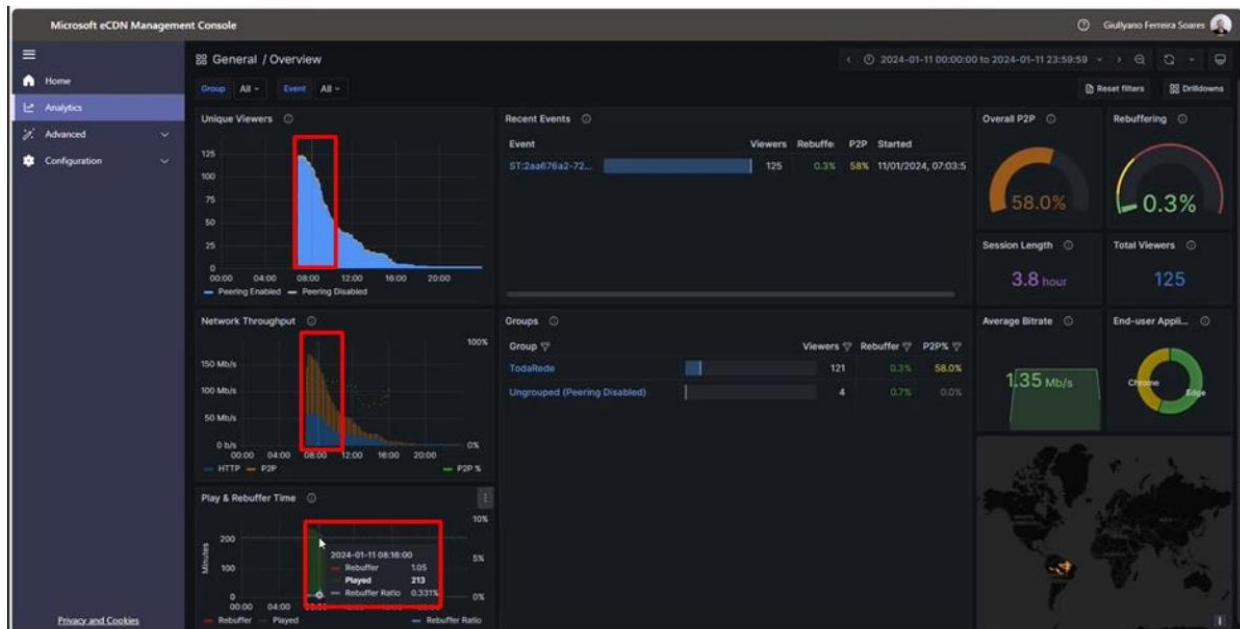 Microsoft eCDN Management Console
Giullyano Ferreira Soares
Home
Analytics
Advanced
Configuration
Privacy and Cookies
General / Overview
2024-01-11 00:00:00 to 2024-01-11 23:59:59
Group All Event All
Reset filters Drilldowns
Unique Viewers
125
100
75
50
25
0
00:00 04:00 08:00 12:00 16:00 20:00
Peering Enabled Peering Disabled
Recent Events
Event Viewers Rebuffe P2P Started
ST:2aa676a2-72... 125 0.3% 58% 11/01/2024, 07:03:5
Overall P2P
58.0%
Rebuffering
0.3%
Session Length
3.8 hour
Total Viewers
125
Network Throughput
100%
150 Mb/s
100 Mb/s
50 Mb/s
0 b/s 0%
00:00 04:00 08:00 12:00 16:00 20:00
HTTP P2P P2P %
Groups
Group Viewers Rebuffer P2P%
TodaRede 121 0.3% 58.0%
Ungrouped (Peering Disabled) 4 0.7% 0.0%
Average Bitrate
1.35 Mb/s
End-user Appli...
Chrome
Edge
Play & Rebuffer Time
10%
200
5%
100
0 0%
Minutes
00:00 04:00
Rebuffer Played Rebuffer Ratio
2024-01-11 08:16:00
Rebuffer 1.05
Played 213
Rebuffer Ratio 0.331%